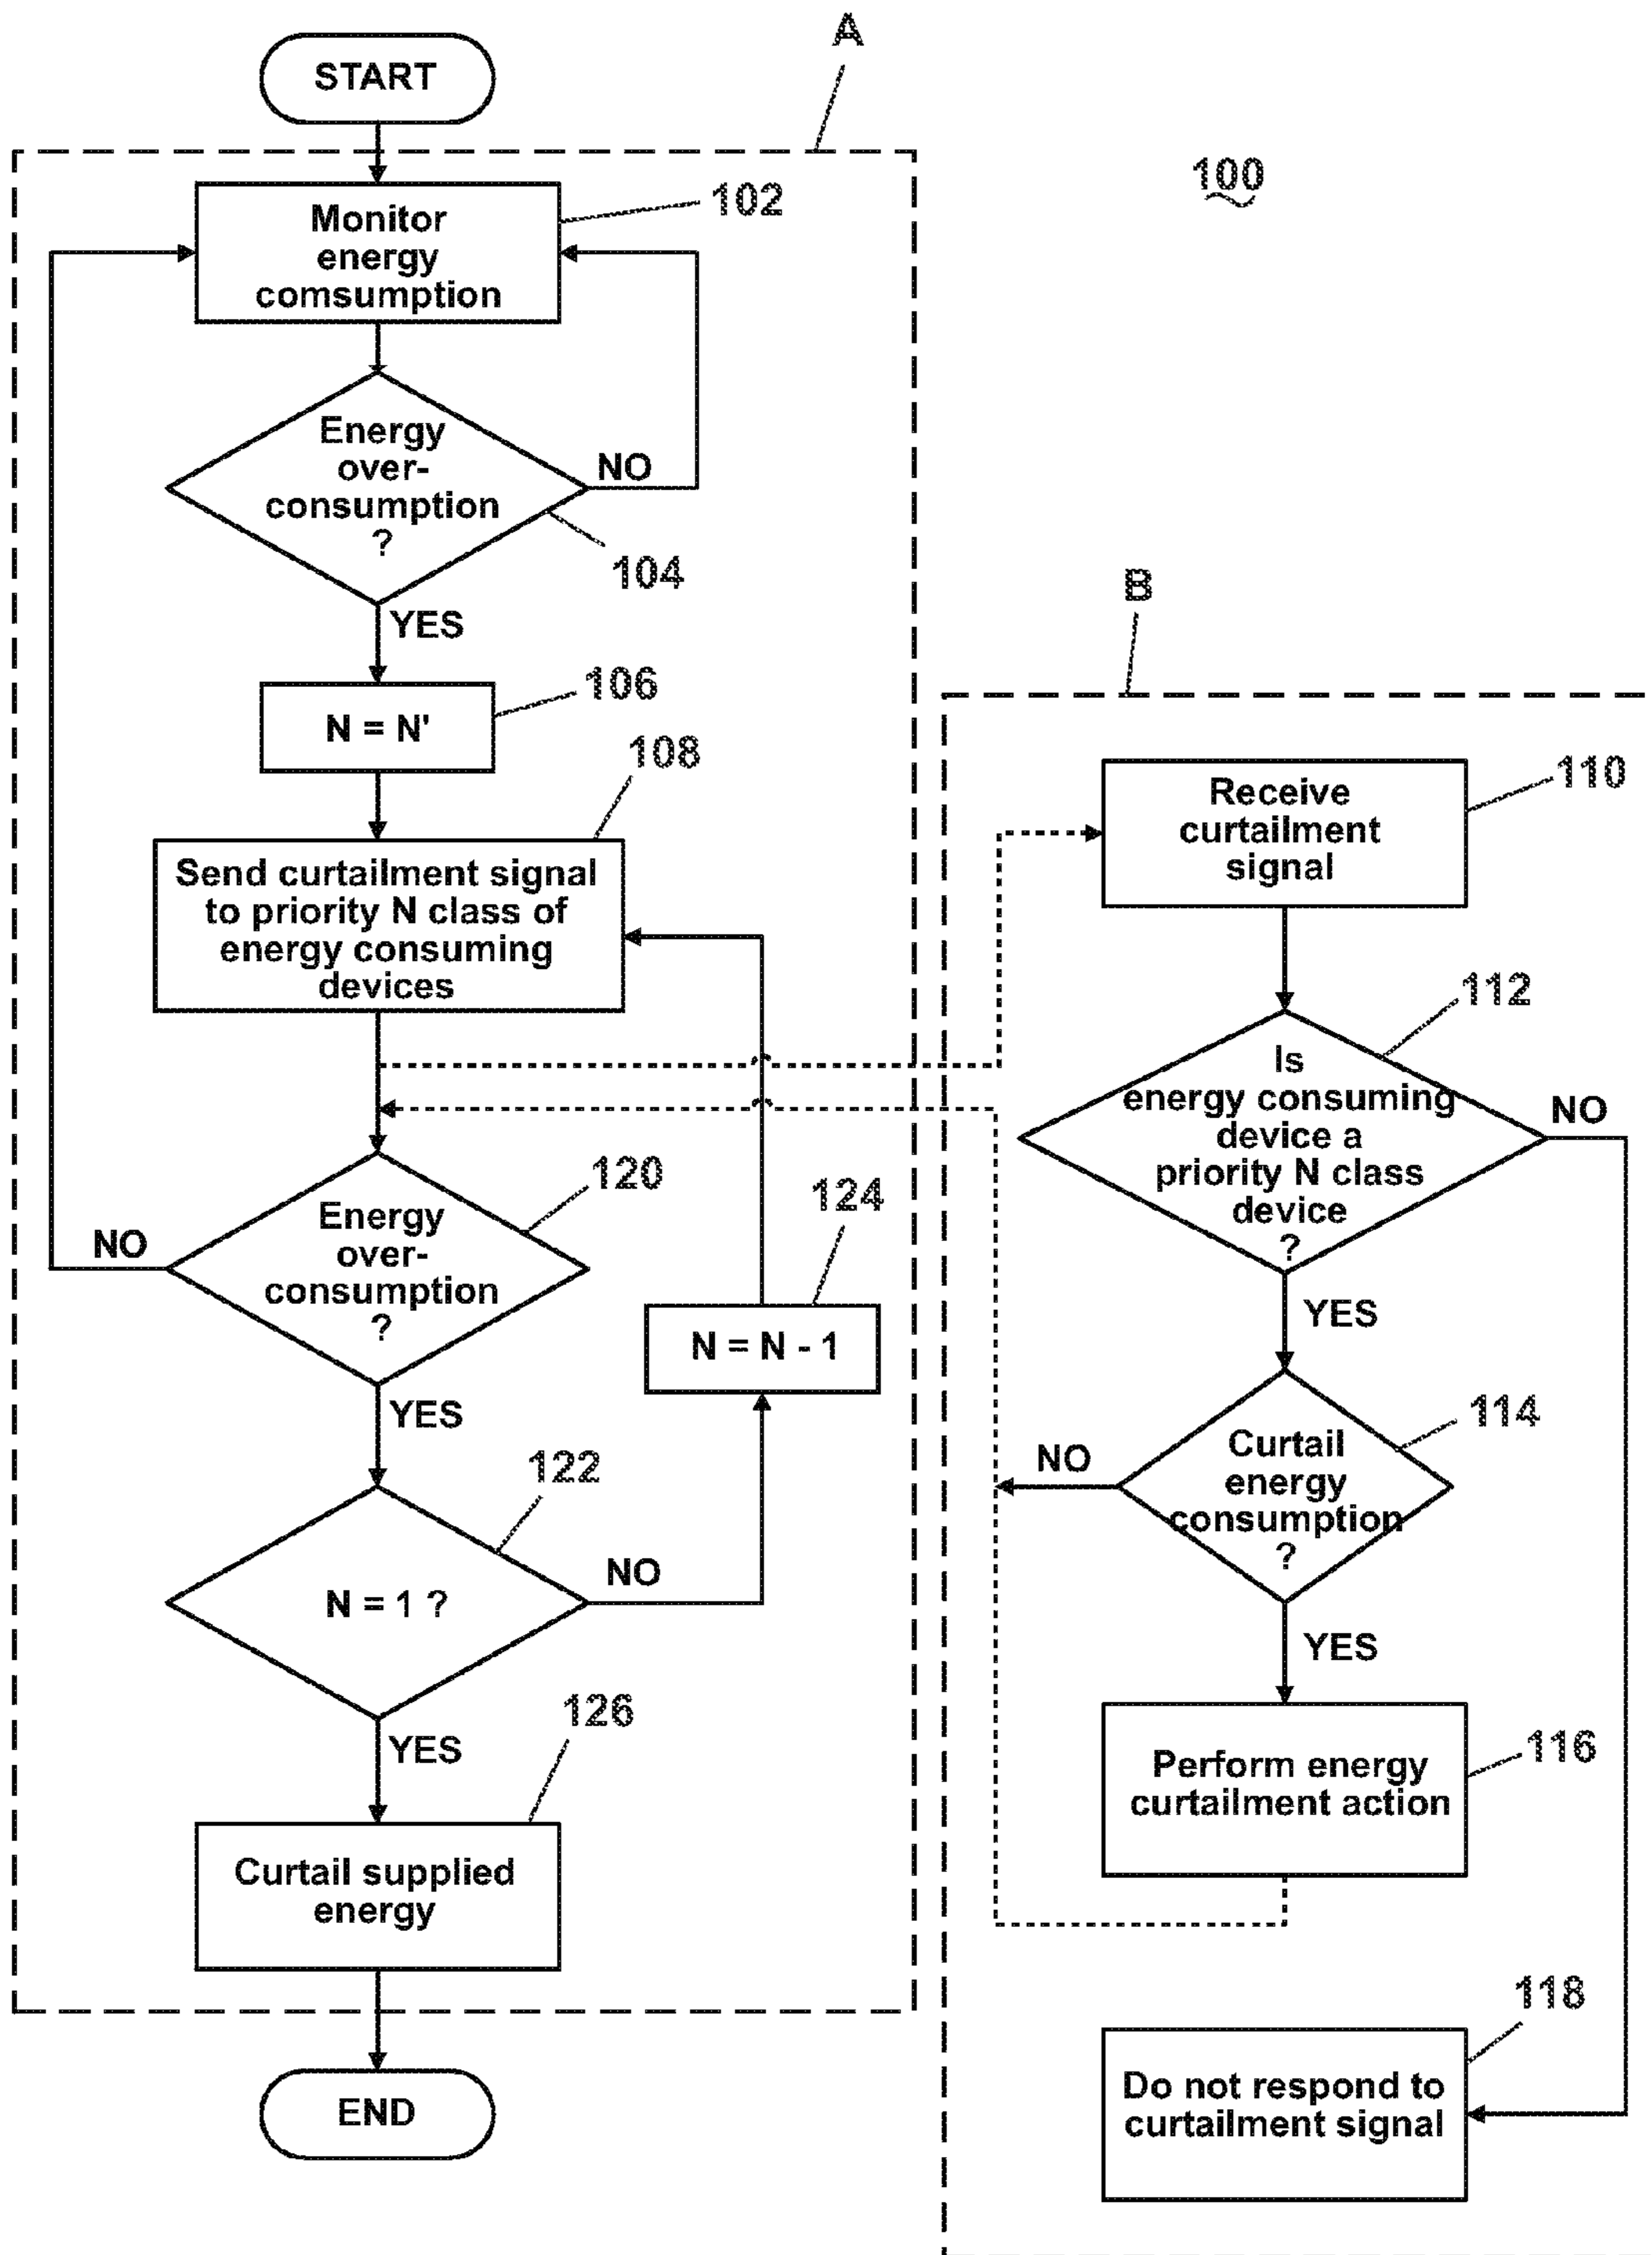 A
START
100
102
Monitor
energy
comsumption
Energy
over-
consumption
?
NO
104
YES
106
N = N'
108
Send curtailment signal
to priority N class of
energy consuming
devices
120
Energy
over-
consumption
?
NO
YES
124
N = N - 1
122
N = 1 ?
NO
YES
126
Curtail supplied
energy
END
B
110
Receive
curtailment
signal
112
Is
energy consuming
device a
priority N class
device
?
NO
YES
114
Curtail
energy
consumption
?
NO
YES
116
Perform energy
curtailment action
118
Do not respond to
curtailment signal